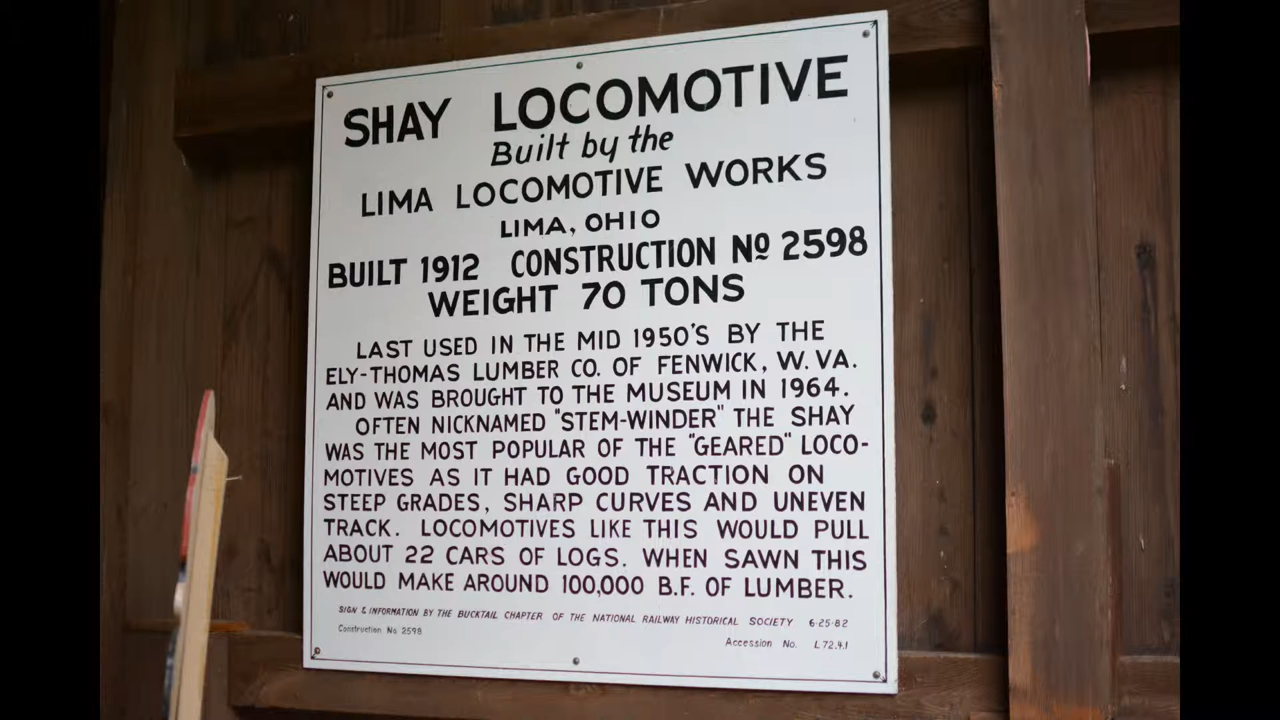 SHAY LOCOMOTIVE
Built by the
LIMA LOCOMOTIVE WORKS
LIMA, OHIO
BUILT 1912 CONSTRUCTION Nº 2598
WEIGHT 70 TONS
LAST USED IN THE MID 1950'S BY THE
ELY-THOMAS LUMBER CO. OF FENWICK, W. VA.
AND WAS BROUGHT TO THE MUSEUM IN 1964.
OFTEN NICKNAMED "STEM-WINDER" THE SHAY
WAS THE MOST POPULAR OF THE "GEARED" LOCO-
MOTIVES AS IT HAD GOOD TRACTION ON
STEEP GRADES, SHARP CURVES AND UNEVEN
TRACK. LOCOMOTIVES LIKE THIS WOULD PULL
ABOUT 22 CARS OF LOGS. WHEN SAWN THIS
WOULD MAKE AROUND 100,000 B.F. OF LUMBER.
SIGN & INFORMATION BY THE BUCKTAIL CHAPTER OF THE NATIONAL RAILWAY HISTORICAL SOCIETY 6-25-82
Construction No 2598
Accession No. L72.4.1